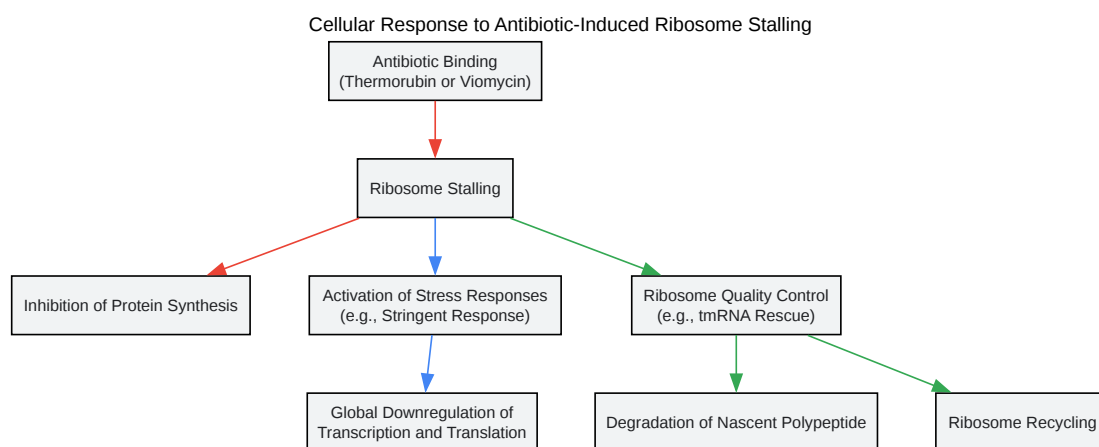 Cellular Response to Antibiotic-Induced Ribosome Stalling
Antibiotic Binding
(Thermorubin or Viomycin)
Ribosome Stalling
Inhibition of Protein Synthesis
Activation of Stress Responses
(e.g., Stringent Response)
Ribosome Quality Control
(e.g., tmRNA Rescue)
Global Downregulation of
Transcription and Translation
Degradation of Nascent Polypeptide
Ribosome Recycling